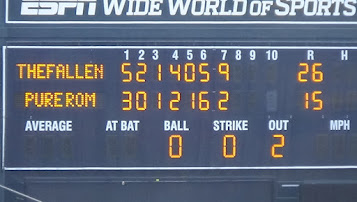 ESPN WIDE WORLD OF SPORTS
1 2 3 4 5 6 7 8 9 10 R H
THEFALLEN 5 2 1 4 0 5 9 26
PUREROM 3 0 1 2 1 6 2 15
AVERAGE AT BAT BALL STRIKE OUT MPH
0 0 2